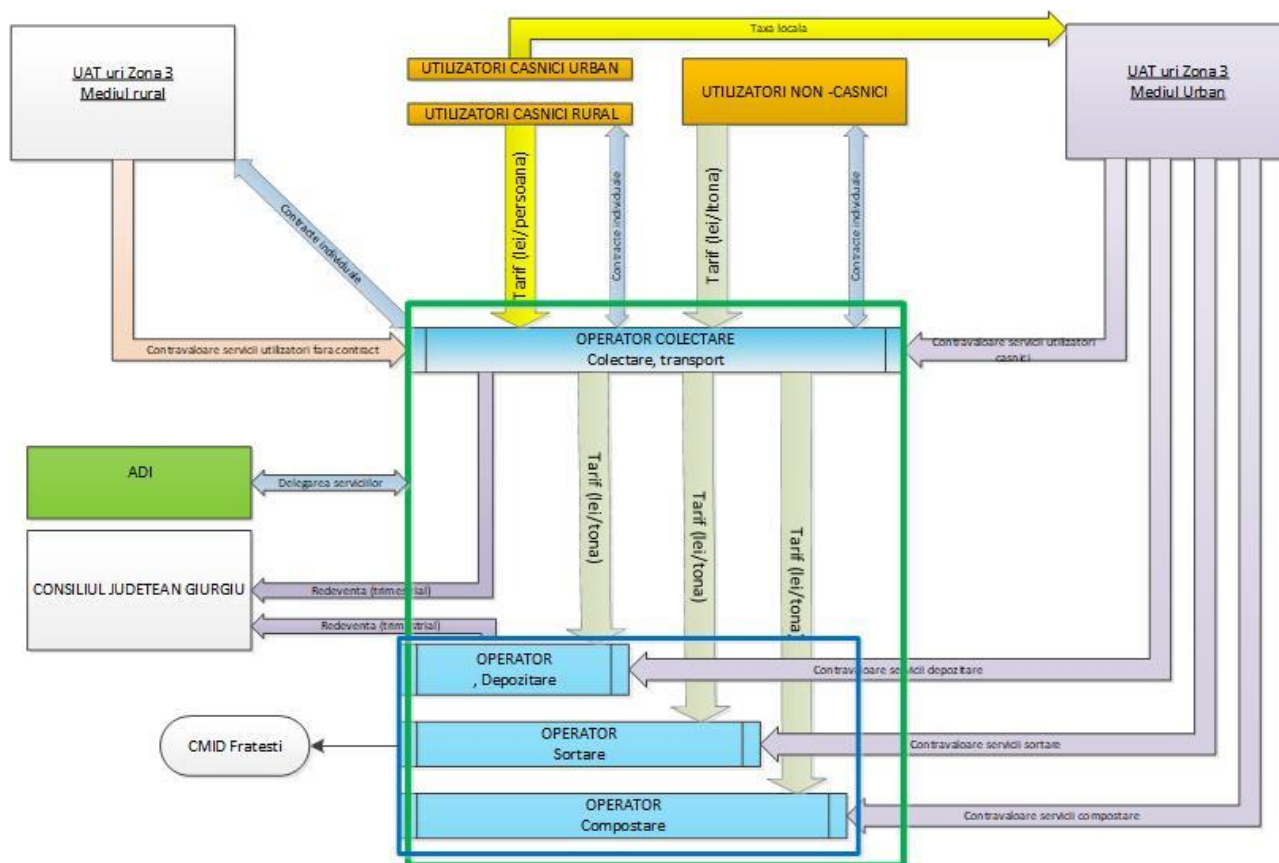 Taxa locala
UAT uri Zona 3
Mediul rural
UTILIZATORI CASNICI URBAN
UTILIZATORI CASNICI RURAL
UTILIZATORI NON -CASNICI
UAT uri Zona 3
Mediul Urban
Contracte individuale
Tarif (lei/persoana)
Contracte individuale
Tarif (lei/tona)
Contracte individuale
OPERATOR COLECTARE
Colectare, transport
Contravaloare servicii utilizatori fara contract
Contravaloare servicii utilizatori
casnici
ADI
Delegarea serviciilor
Tarif (lei/tona)
Tarif (lei/tona)
Tarif (lei/tona)
CONSILIUL JUDETEAN GIURGIU
Redeventa (trimestrial)
Redeventa (trimestrial)
OPERATOR
, Depozitare
Contravaloare servicii depozitare
CMID Fratesti
OPERATOR
Sortare
Contravaloare servicii sortare
OPERATOR
Compostare
Contravaloare servicii compostare